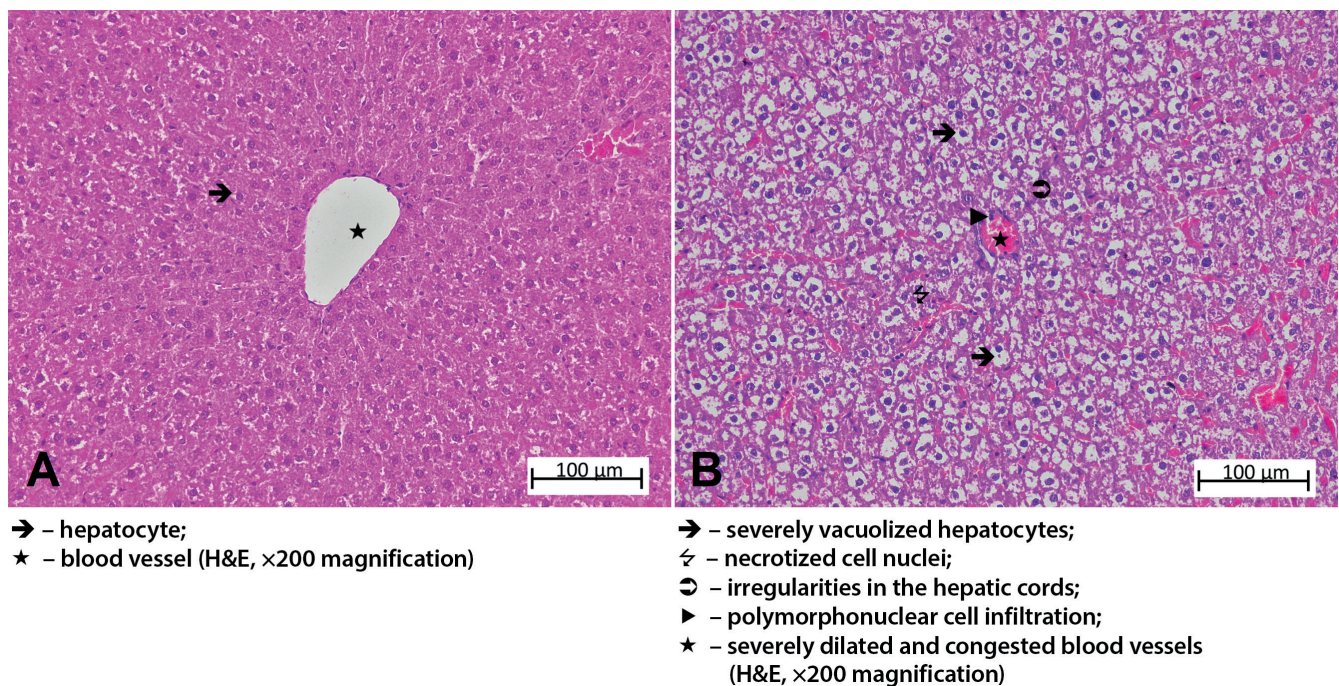 A
100 µm
B
100 µm
➔ – hepatocyte;
★ – blood vessel (H&E, ×200 magnification)
➔ – severely vacuolized hepatocytes;
– necrotized cell nuclei;
➲ – irregularities in the hepatic cords;
► – polymorphonuclear cell infiltration;
★ – severely dilated and congested blood vessels
(H&E, ×200 magnification)